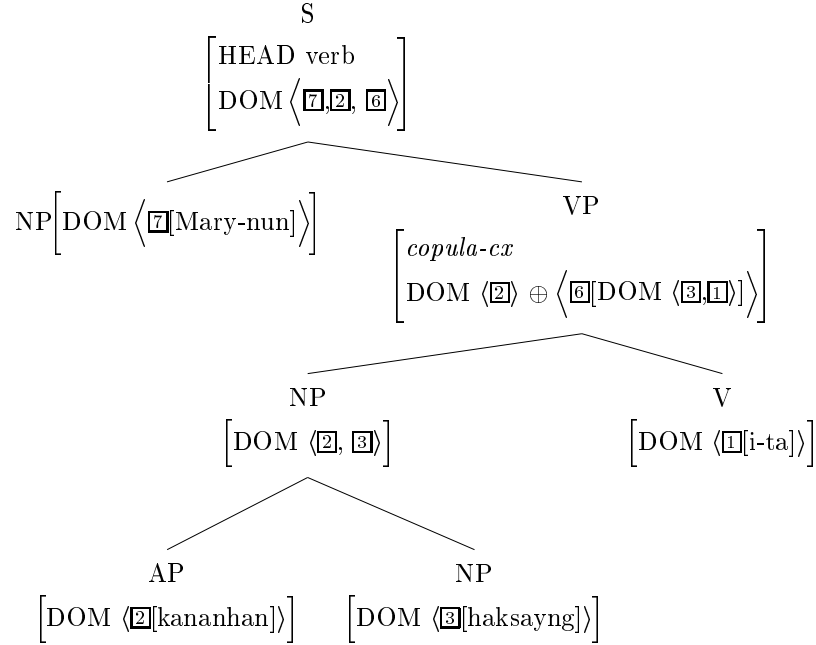 S
HEAD verb
DOM ⟨7,2, 6⟩
NP[DOM ⟨7[Mary-nun]⟩]
VP
copula-cx
DOM ⟨2⟩ ⊕ ⟨6[DOM ⟨3,1⟩]⟩
NP
V
[DOM ⟨2, 3⟩]
[DOM ⟨1[i-ta]⟩]
AP
NP
[DOM ⟨2[kananhan]⟩]
[DOM ⟨3[haksayng]⟩]